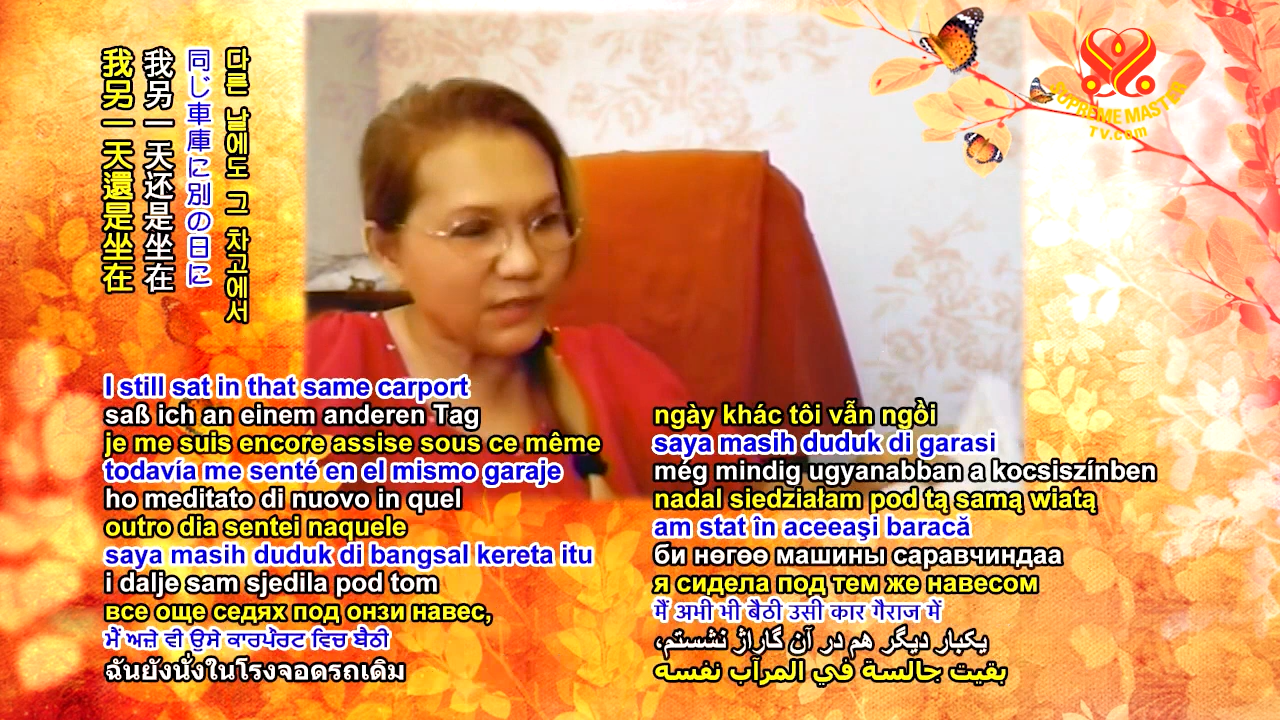 我另一天還是坐在
我另一天还是坐在
同じ車庫に別の日に
다른 날에도 그 차고에서
SUPREME MASTER
TV.com
I still sat in that same carport
saß ich an einem anderen Tag
je me suis encore assise sous ce même
todavía me senté en el mismo garaje
ho meditato di nuovo in quel
outro dia sentei naquele
saya masih duduk di bangsal kereta itu
i dalje sam sjedila pod tom
все още седях под онзи навес,
ਮੈਂ ਅਜੇ ਵੀ ਉਸੇ ਕਾਰਪੋਰਟ ਵਿਚ ਬੈਠੀ
ฉันยังนั่งในโรงจอดรถเดิม
ngày khác tôi vẫn ngồi
saya masih duduk di garasi
még mindig ugyanabban a kocsiszínben
nadal siedziałam pod tą samą wiatą
am stat în aceeaşi baracă
би нөгөө машины саравчиндаа
я сидела под тем же навесом
मैं अभी भी बैठी उसी कार गैराज में
یکبار دیگر هم در آن گاراژ نشستم،
بقيت جالسة في المرآب نفسه